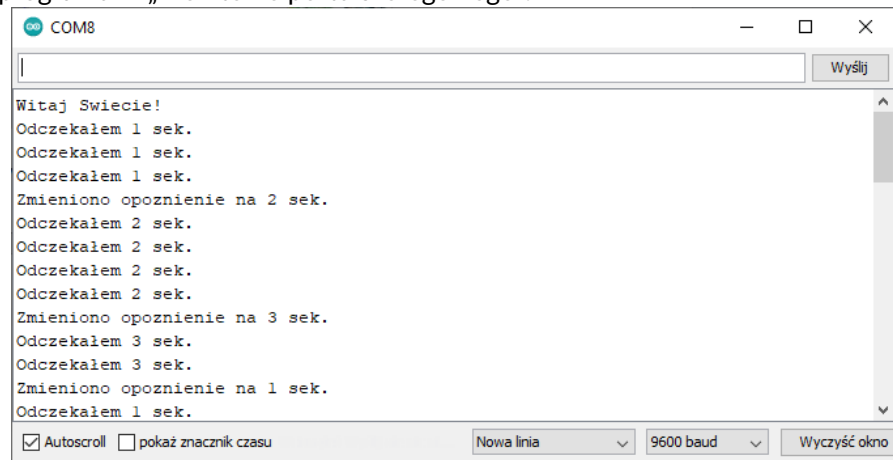 COM8
Wyślij
Witaj Swiecie!
Odczekałem 1 sek.
Odczekałem 1 sek.
Odczekałem 1 sek.
Zmieniono opoznienie na 2 sek.
Odczekałem 2 sek.
Odczekałem 2 sek.
Odczekałem 2 sek.
Odczekałem 2 sek.
Zmieniono opoznienie na 3 sek.
Odczekałem 3 sek.
Odczekałem 3 sek.
Zmieniono opoznienie na 1 sek.
Odczekałem 1 sek.
Autoscroll pokaż znacznik czasu Nowa linia 9600 baud Wyczyść okno